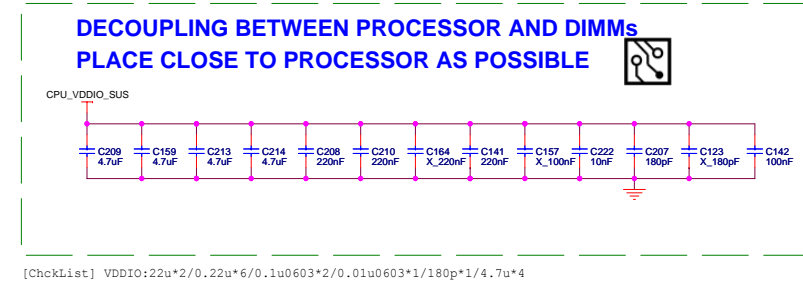 DECOUPLING BETWEEN PROCESSOR AND DIMMs
PLACE CLOSE TO PROCESSOR AS POSSIBLE
CPU_VDDIO_SUS
C209 C159 C213 C214 C208 C210 C164 C141 C157 C222 C207 C123 C142
4.7uF 4.7uF 4.7uF 4.7uF 220nF 220nF X_220nF 220nF X_100nF 10nF 180pF X_180pF 100nF
[ChckList] VDDIO:22u*2/0.22u*6/0.1u0603*2/0.01u0603*1/180p*1/4.7u*4